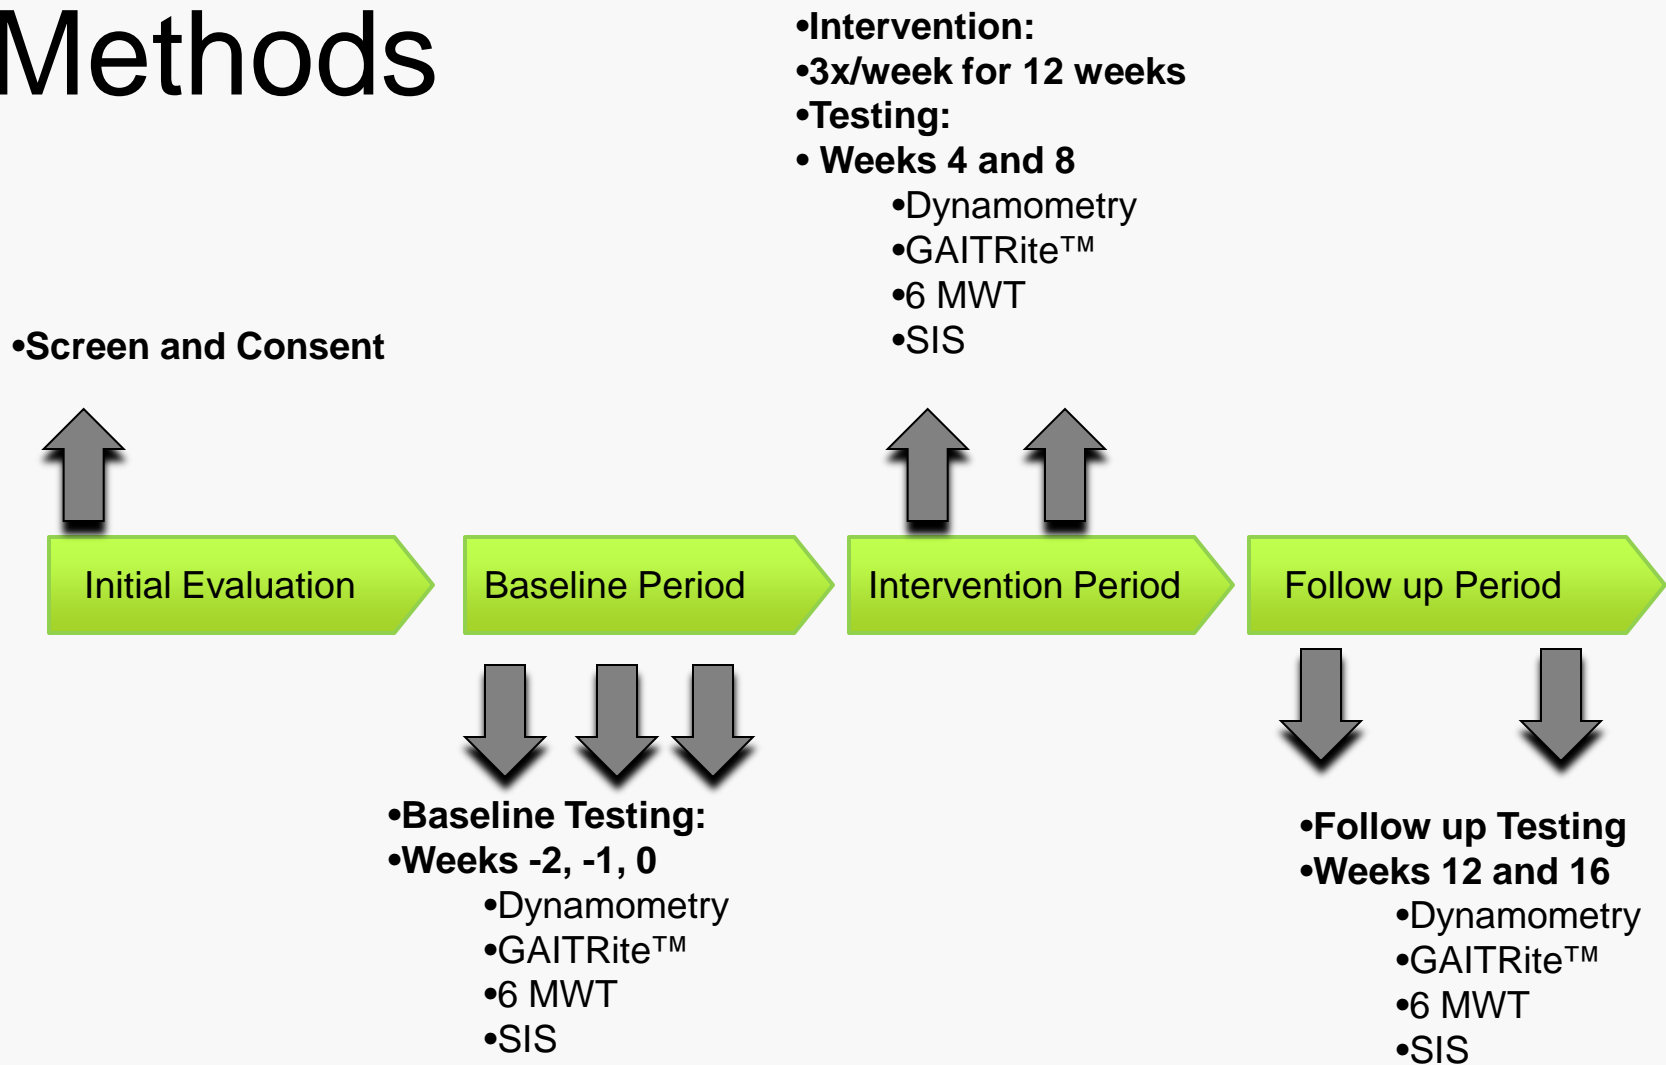 Methods
•Intervention:
•3x/week for 12 weeks
•Testing:
• Weeks 4 and 8
•Dynamometry
•GAITRite™
•6 MWT
•SIS
•Screen and Consent
Initial Evaluation
Baseline Period
Intervention Period
Follow up Period
•Baseline Testing:
•Weeks -2, -1, 0
•Dynamometry
•GAITRite™
•6 MWT
•SIS
•Follow up Testing
•Weeks 12 and 16
•Dynamometry
•GAITRite™
•6 MWT
•SIS